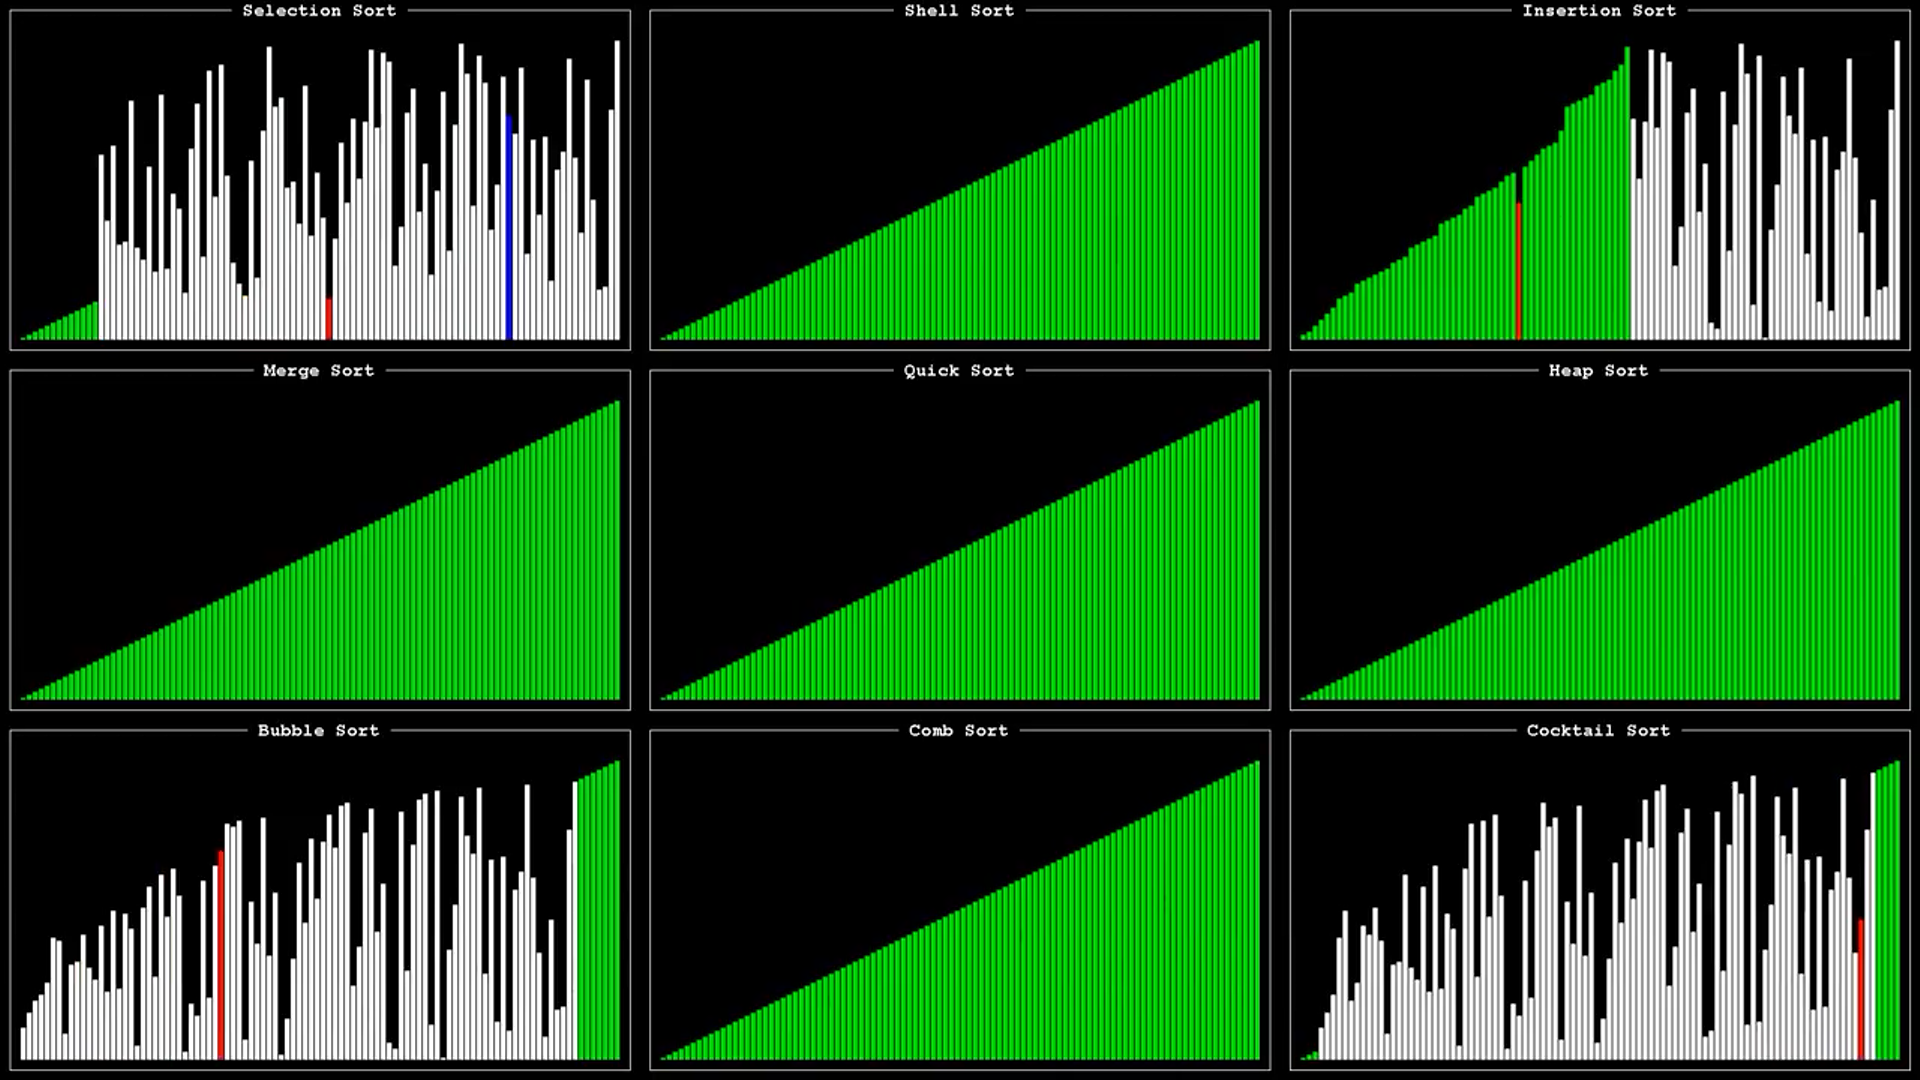 Selection Sort
Shell Sort
Insertion Sort
Merge Sort
Quick Sort
Heap Sort
Bubble Sort
Comb Sort
Cocktail Sort